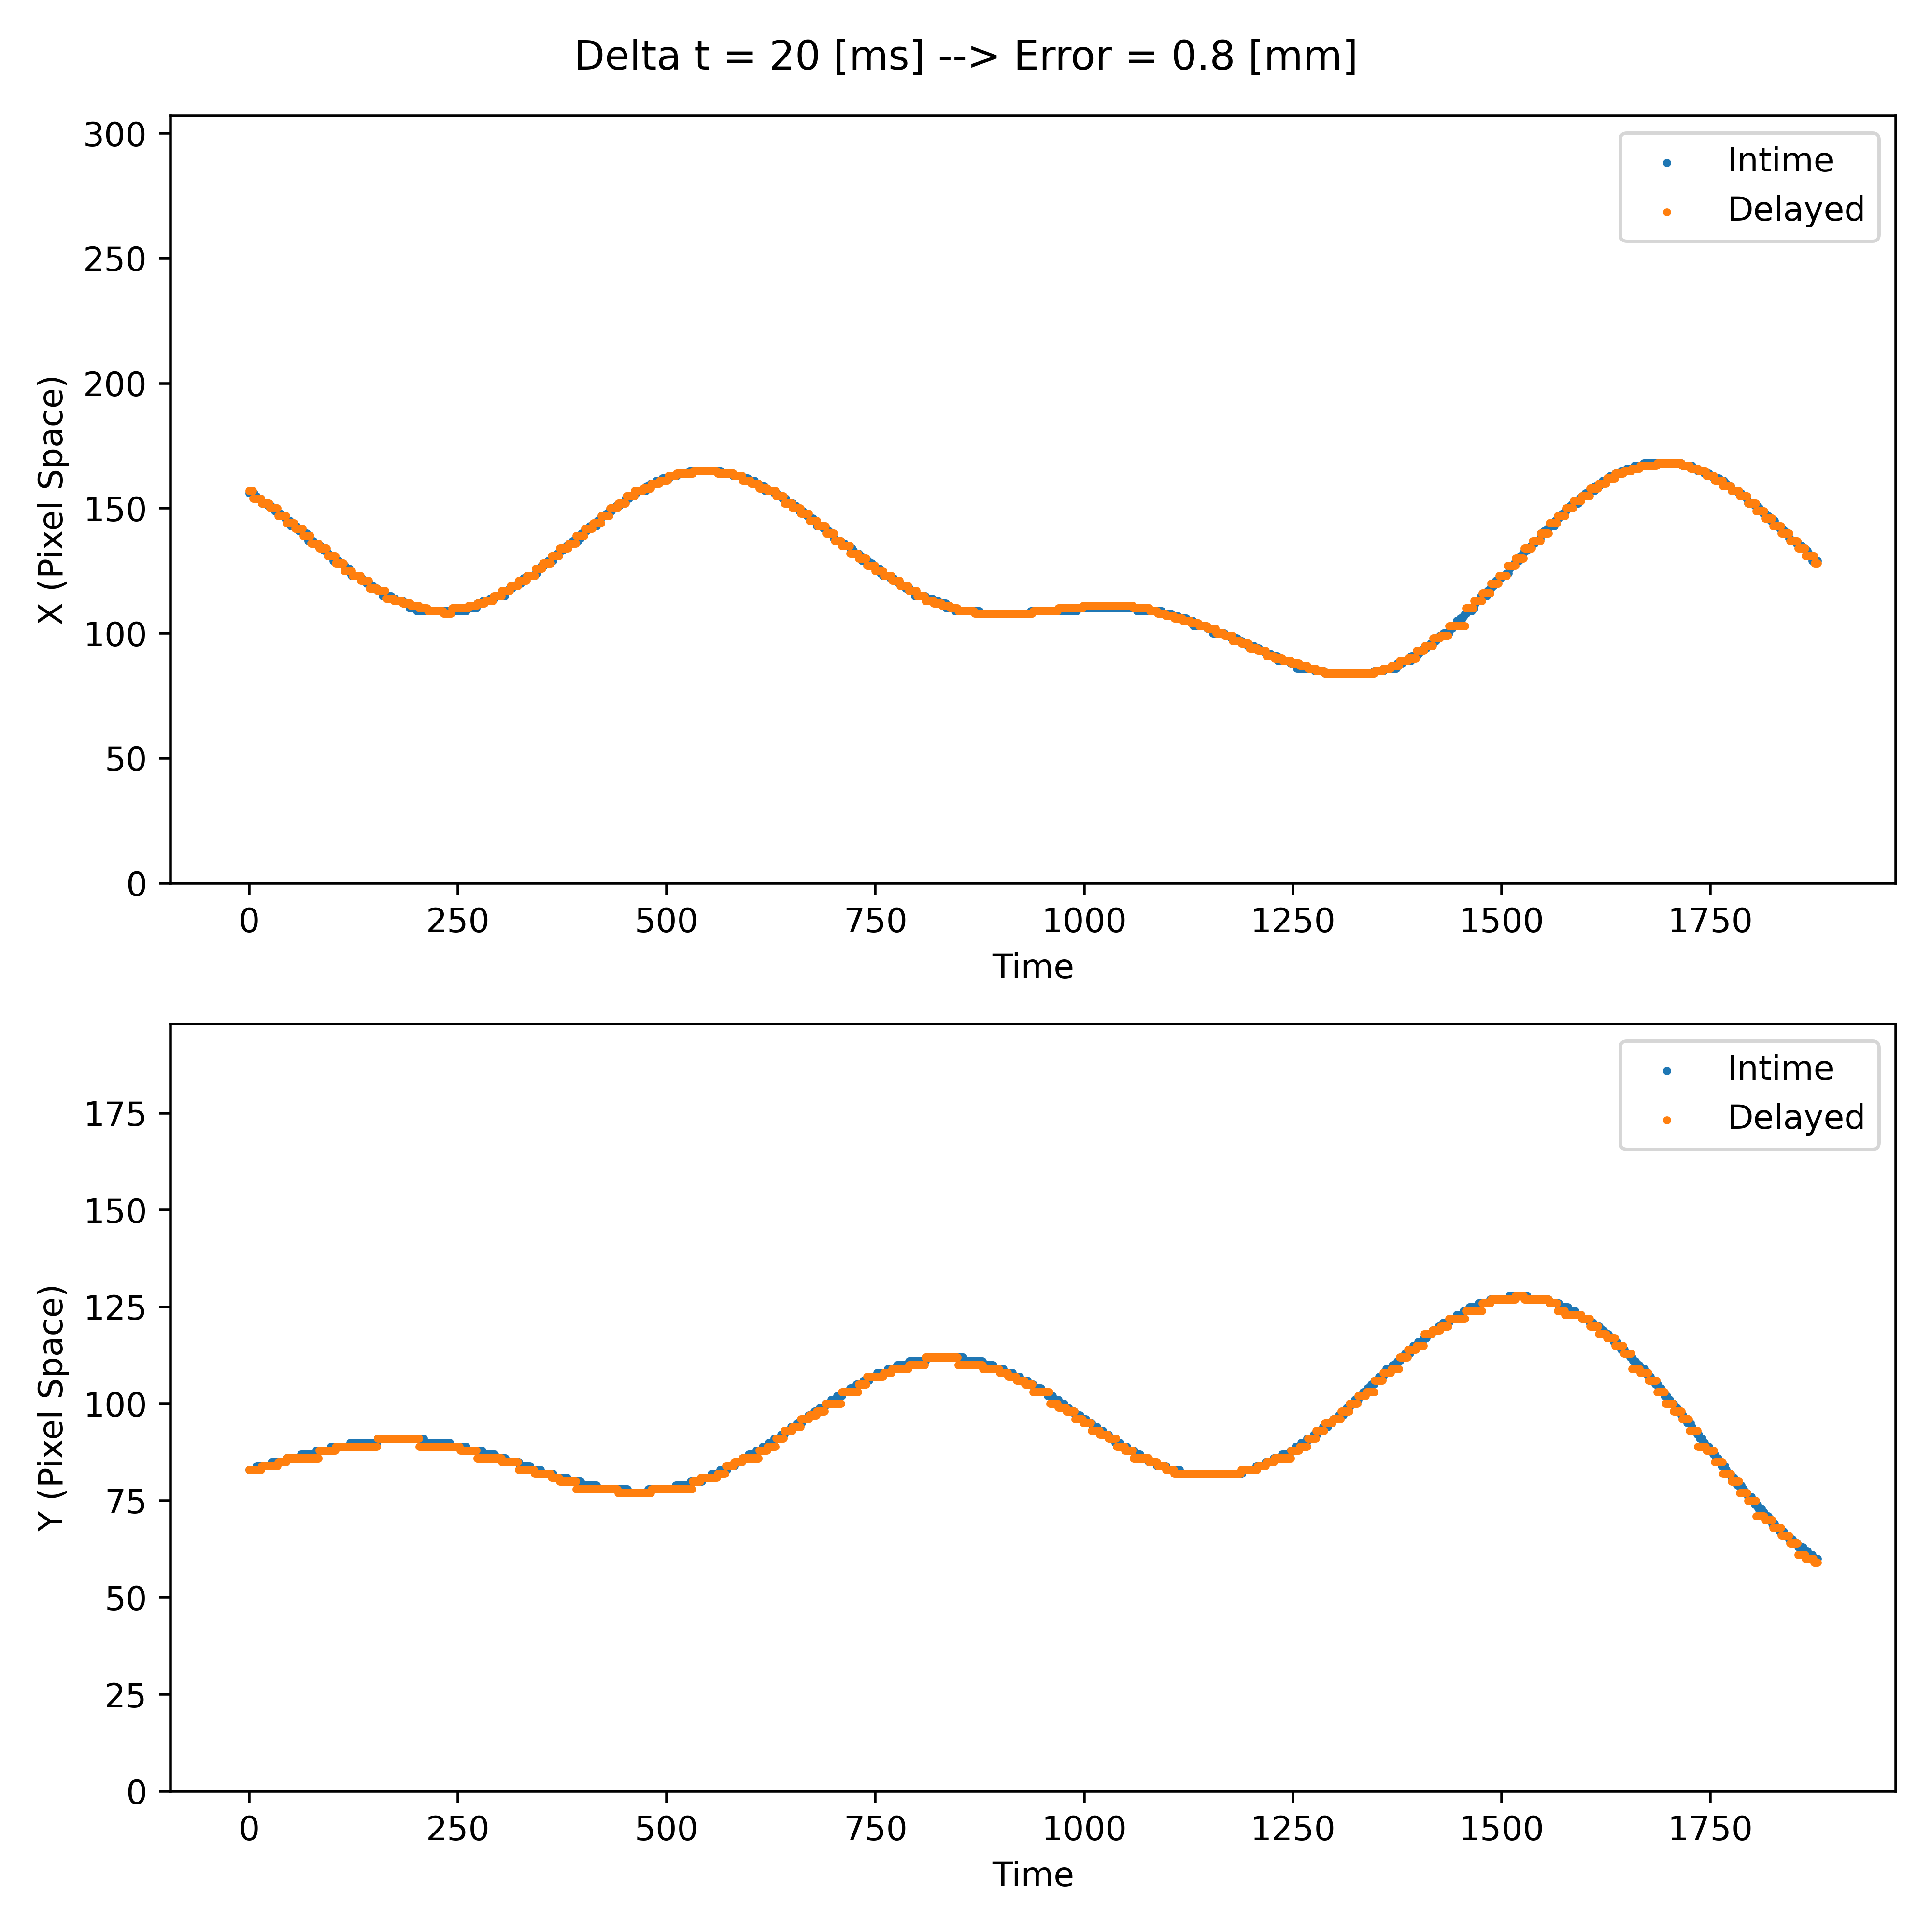 Delta t = 20 [ms] --> Error = 0.8 [mm]
300
250
200
150
100
50
0
X (Pixel Space)
Intime
Delayed
0 250 500 750 1000 1250 1500 1750
Time
175
150
125
100
75
50
25
0
Y (Pixel Space)
Intime
Delayed
0 250 500 750 1000 1250 1500 1750
Time